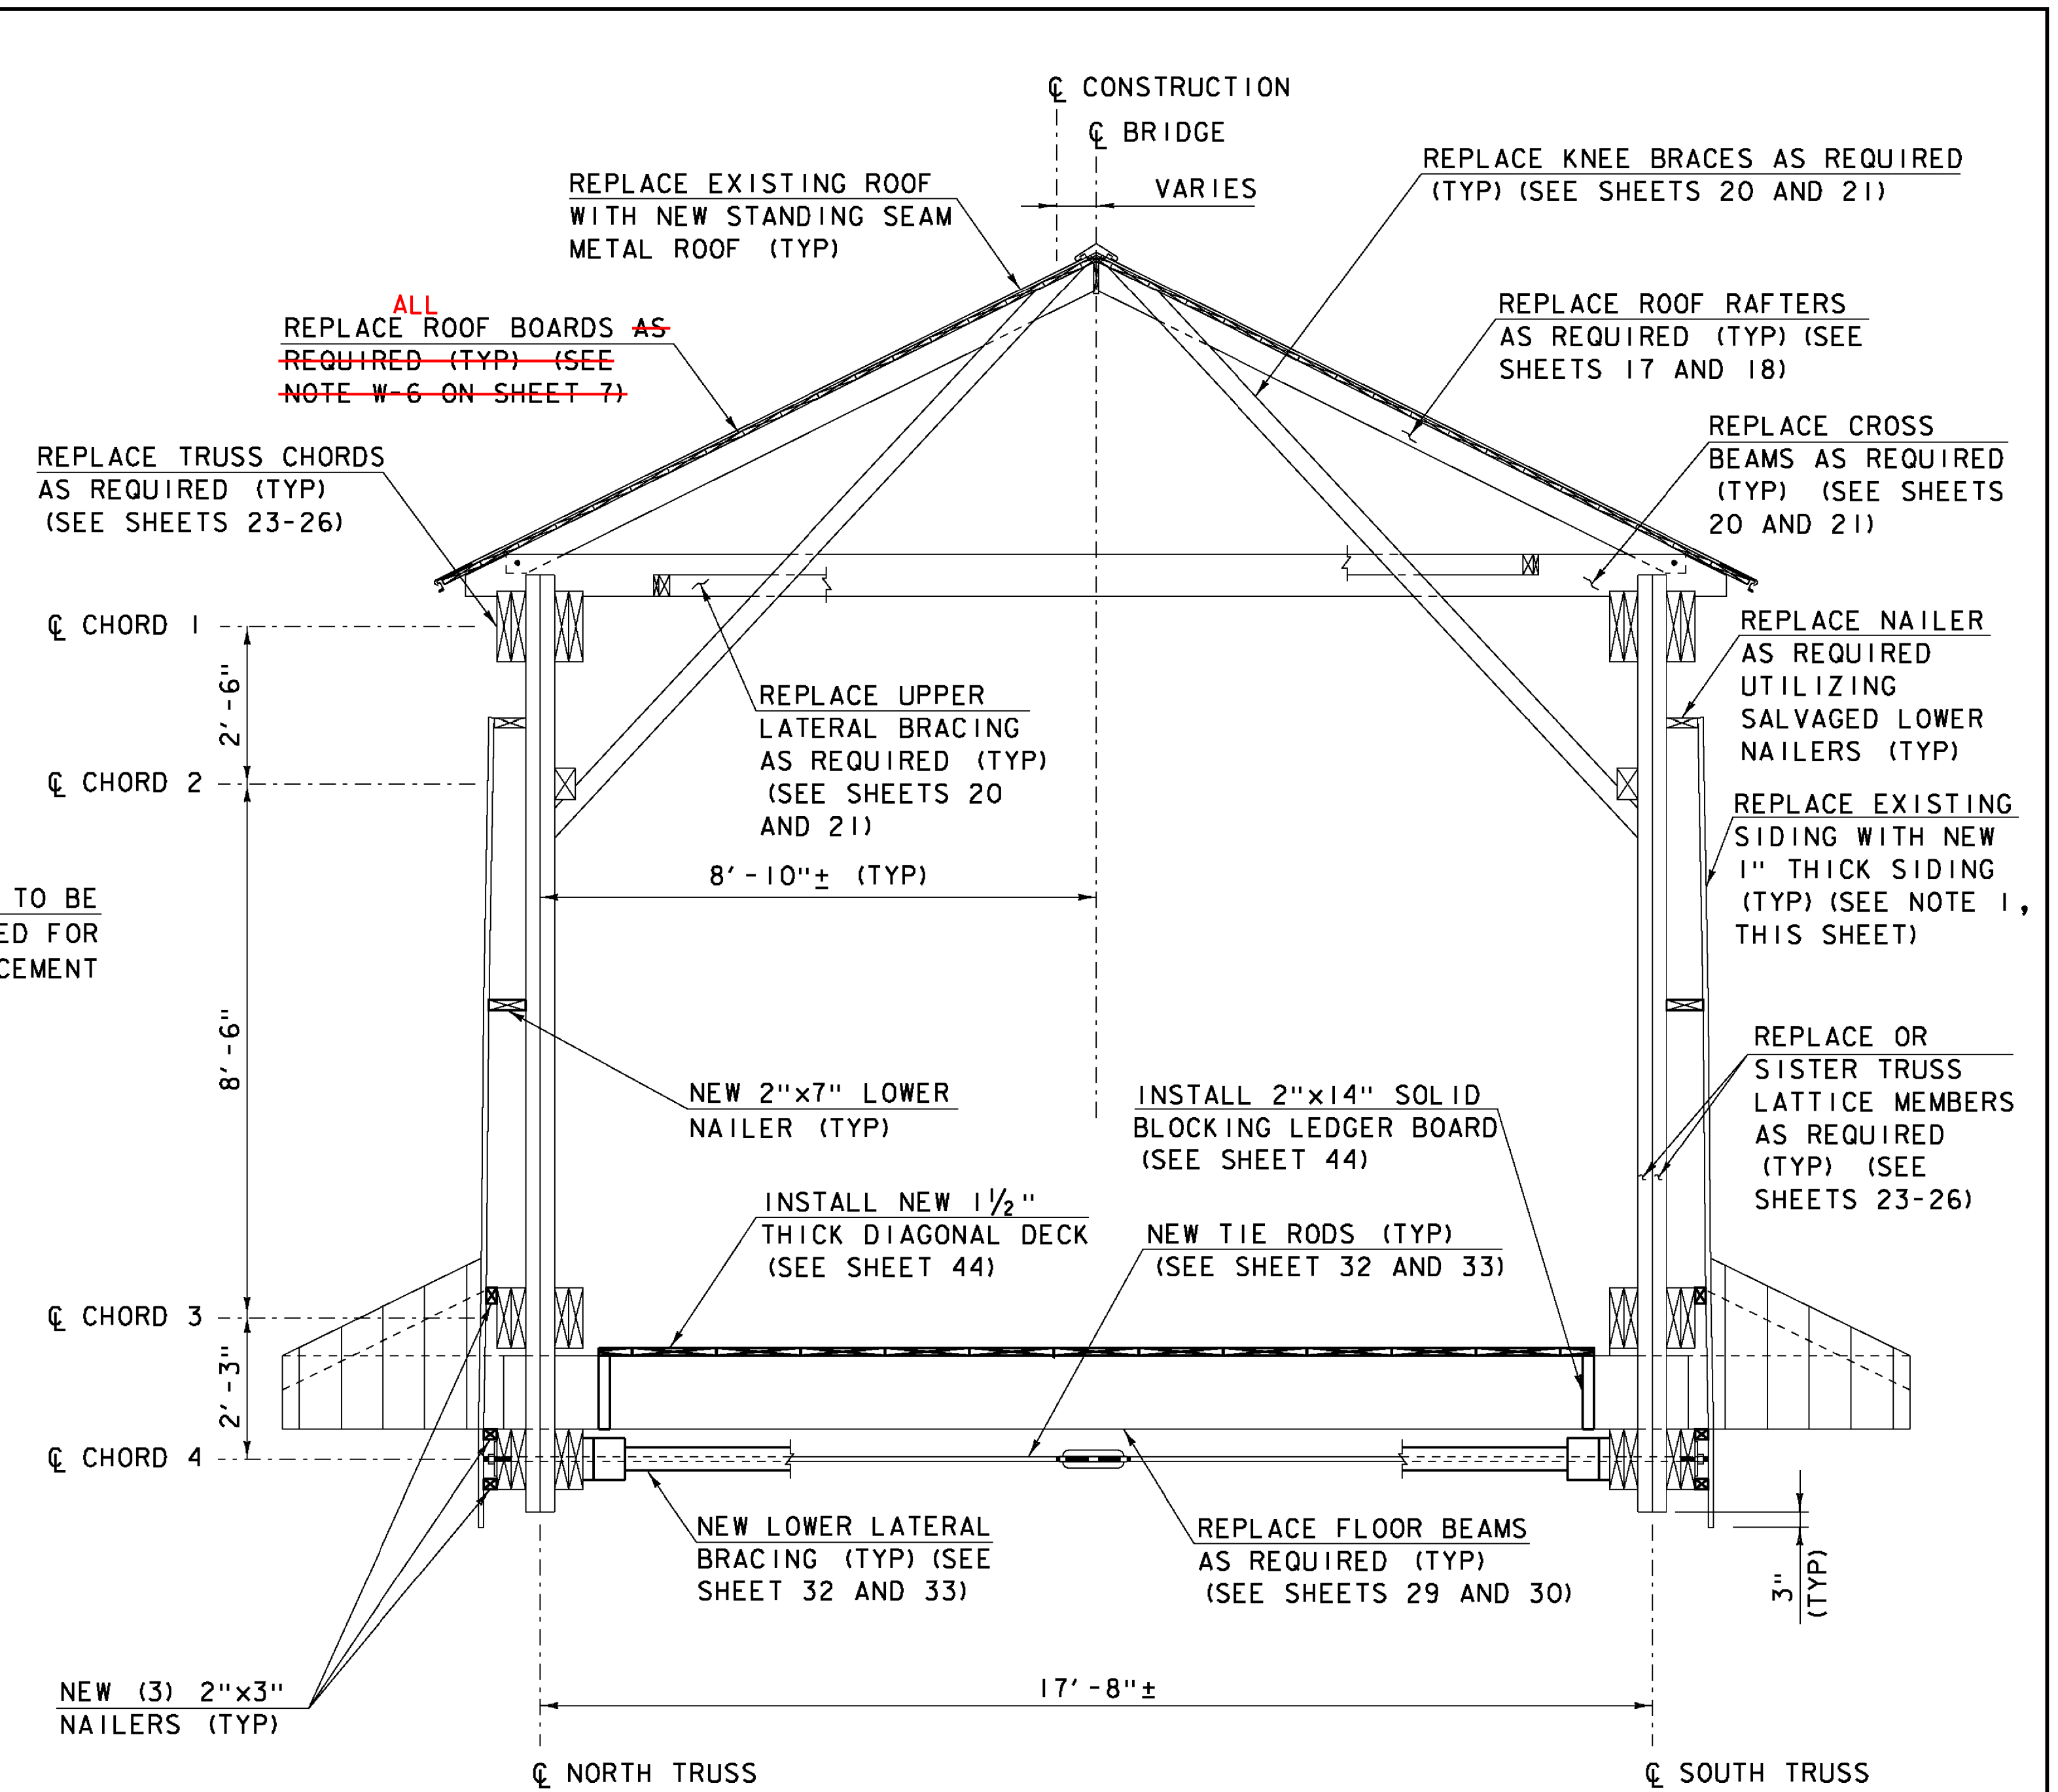 ℄ CONSTRUCTION
℄ BRIDGE
VARIES
REPLACE EXISTING ROOF
WITH NEW STANDING SEAM
METAL ROOF (TYP)
REPLACE KNEE BRACES AS REQUIRED
(TYP) (SEE SHEETS 20 AND 21)
ALL
REPLACE ROOF BOARDS AS
REQUIRED (TYP) (SEE
NOTE W-6 ON SHEET 7)
REPLACE ROOF RAFTERS
AS REQUIRED (TYP) (SEE
SHEETS 17 AND 18)
REPLACE TRUSS CHORDS
AS REQUIRED (TYP)
(SEE SHEETS 23-26)
REPLACE CROSS
BEAMS AS REQUIRED
(TYP) (SEE SHEETS
20 AND 21)
℄ CHORD 1
2'-6"
℄ CHORD 2
REPLACE UPPER
LATERAL BRACING
AS REQUIRED (TYP)
(SEE SHEETS 20
AND 21)
REPLACE NAILER
AS REQUIRED
UTILIZING
SALVAGED LOWER
NAILERS (TYP)
REPLACE EXISTING
SIDING WITH NEW
1" THICK SIDING
(TYP) (SEE NOTE 1,
THIS SHEET)
8'-10"± (TYP)
TO BE
ED FOR
CEMENT
8'-6"
NEW 2"x7" LOWER
NAILER (TYP)
INSTALL 2"x14" SOLID
BLOCKING LEDGER BOARD
(SEE SHEET 44)
REPLACE OR
SISTER TRUSS
LATTICE MEMBERS
AS REQUIRED
(TYP) (SEE
SHEETS 23-26)
INSTALL NEW 1½"
THICK DIAGONAL DECK
(SEE SHEET 44)
NEW TIE RODS (TYP)
(SEE SHEET 32 AND 33)
℄ CHORD 3
2'-3"
℄ CHORD 4
NEW LOWER LATERAL
BRACING (TYP) (SEE
SHEET 32 AND 33)
REPLACE FLOOR BEAMS
AS REQUIRED (TYP)
(SEE SHEETS 29 AND 30)
3"
(TYP)
NEW (3) 2"x3"
NAILERS (TYP)
17'-8"±
℄ NORTH TRUSS
℄ SOUTH TRUSS